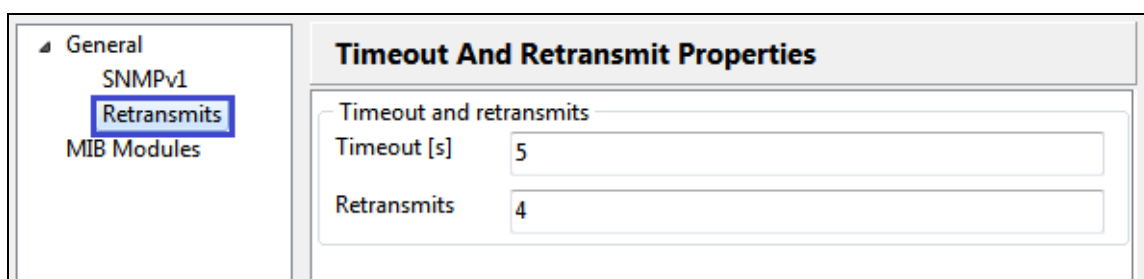 General
SNMPv1
Retransmits
MIB Modules
Timeout And Retransmit Properties
Timeout and retransmits
Timeout [s] 5
Retransmits 4